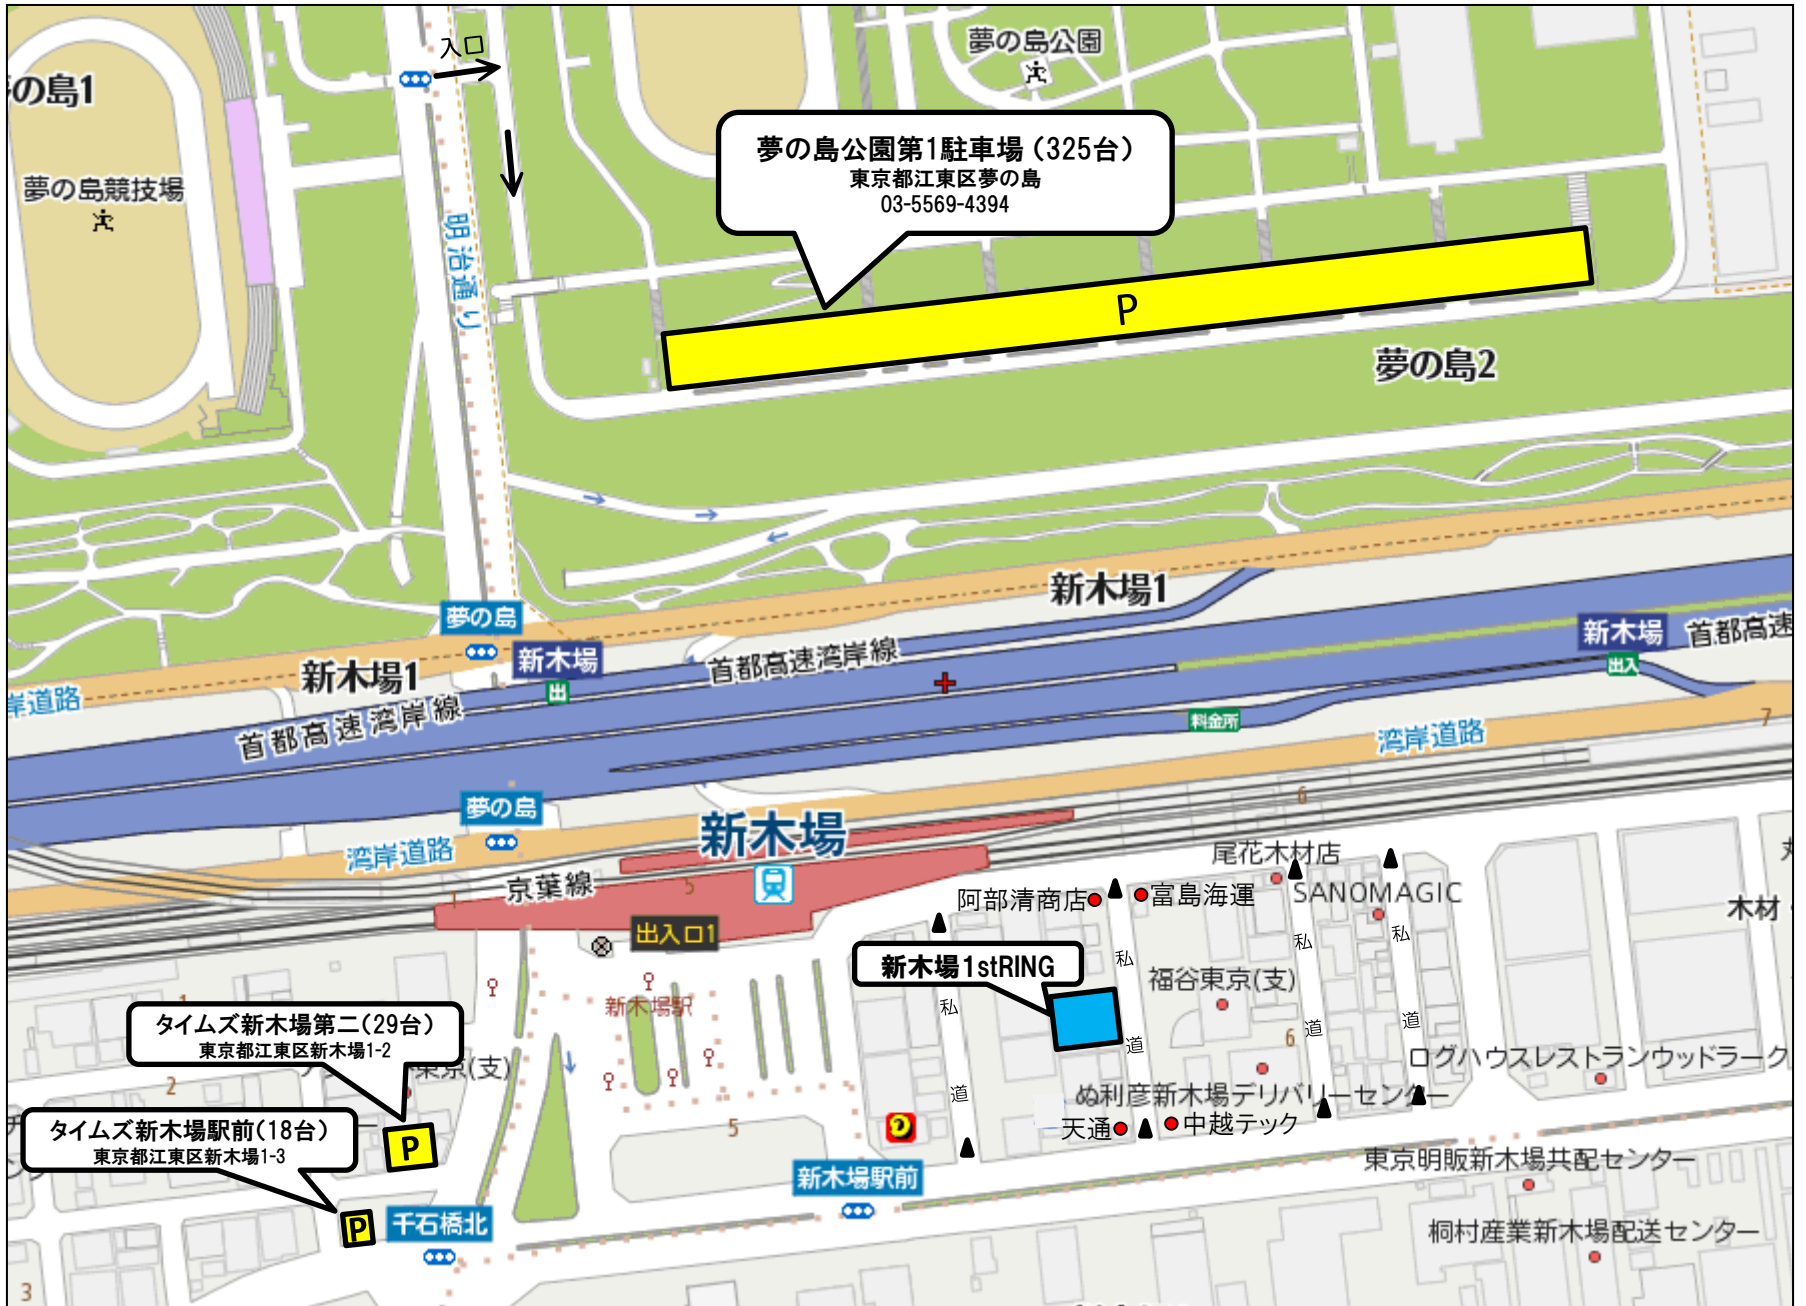 の島1
入口
夢の島公園
夢の島公園第1駐車場（325台）
東京都江東区夢の島
03-5569-4394
夢の島競技場
明治通り
P
夢の島2
夢の島
新木場1
新木場
出
新木場1
首都高速湾岸線
首都高速湾岸線
岸道路
新木場
出入
首都高速
料金所
湾岸道路
7
夢の島
湾岸道路
新木場
6
京葉線
1
5
出入口1
尾花木材店
SANOMAGIC
阿部清商店
富島海運
木材
新木場1stRING
私
道
私
道
私
道
私
道
福谷東京(支)
6
新木場駅
1
タイムズ新木場第二(29台)
東京都江東区新木場1-2
東京(支)
2
タイムズ新木場駅前(18台)
東京都江東区新木場1-3
P
P
千石橋北
5
新木場駅前
ログハウスレストランウッドラーク
ぬ利彦新木場デリバリーセンター
天通
中越テック
東京明販新木場共配センター
桐村産業新木場配送センター
3